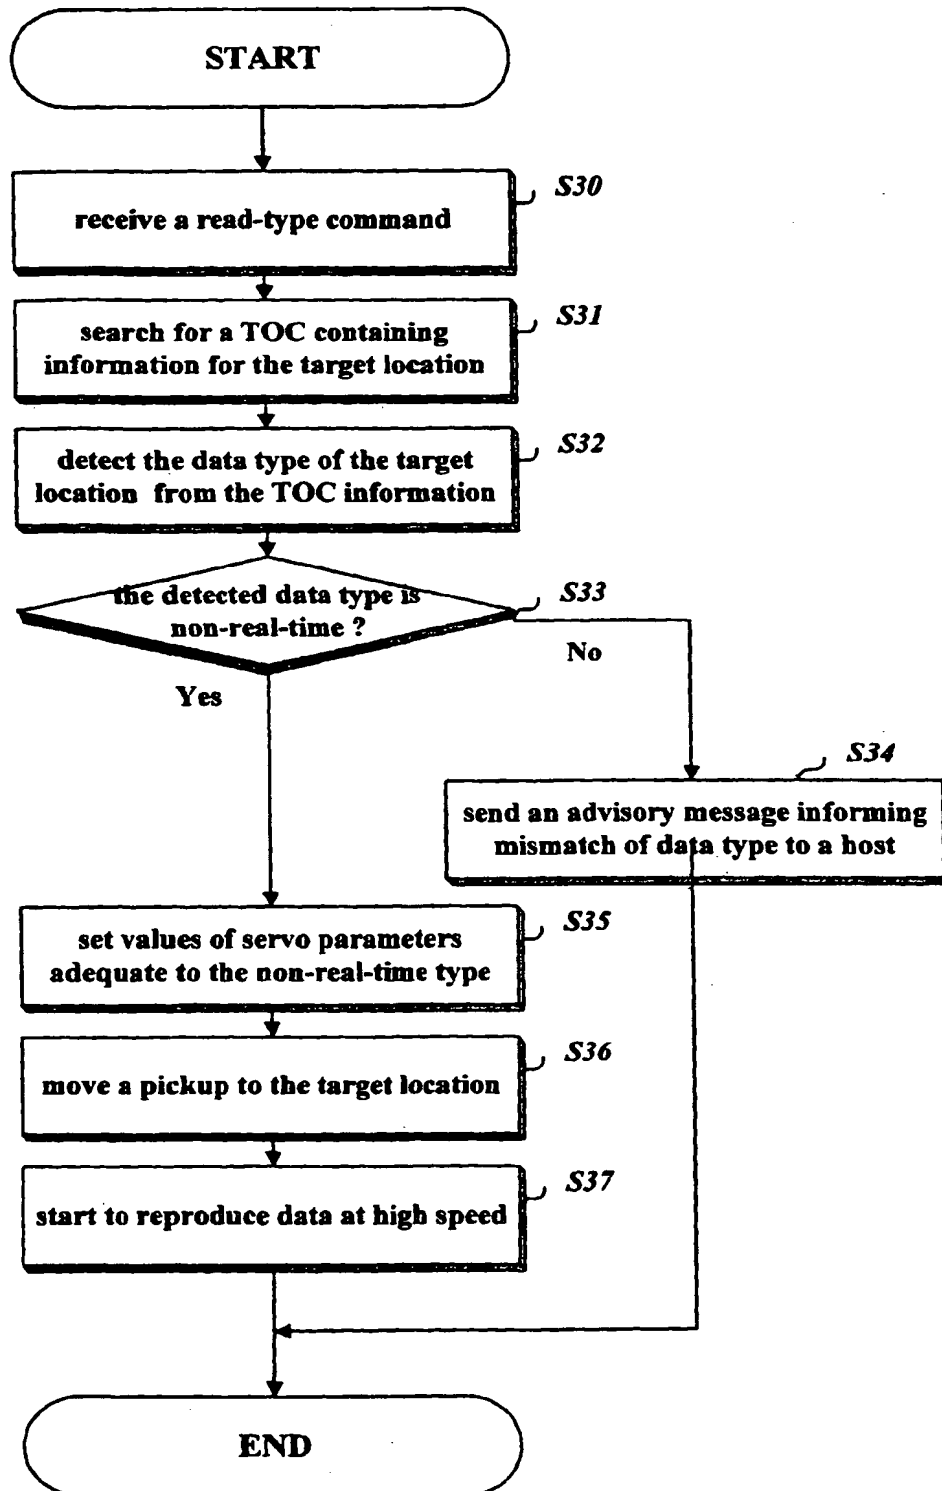 START
S30
receive a read-type command
S31
search for a TOC containing
information for the target location
S32
detect the data type of the target
location from the TOC information
S33
the detected data type is
non-real-time ?
No
Yes
S34
send an advisory message informing
mismatch of data type to a host
S35
set values of servo parameters
adequate to the non-real-time type
S36
move a pickup to the target location
S37
start to reproduce data at high speed
END